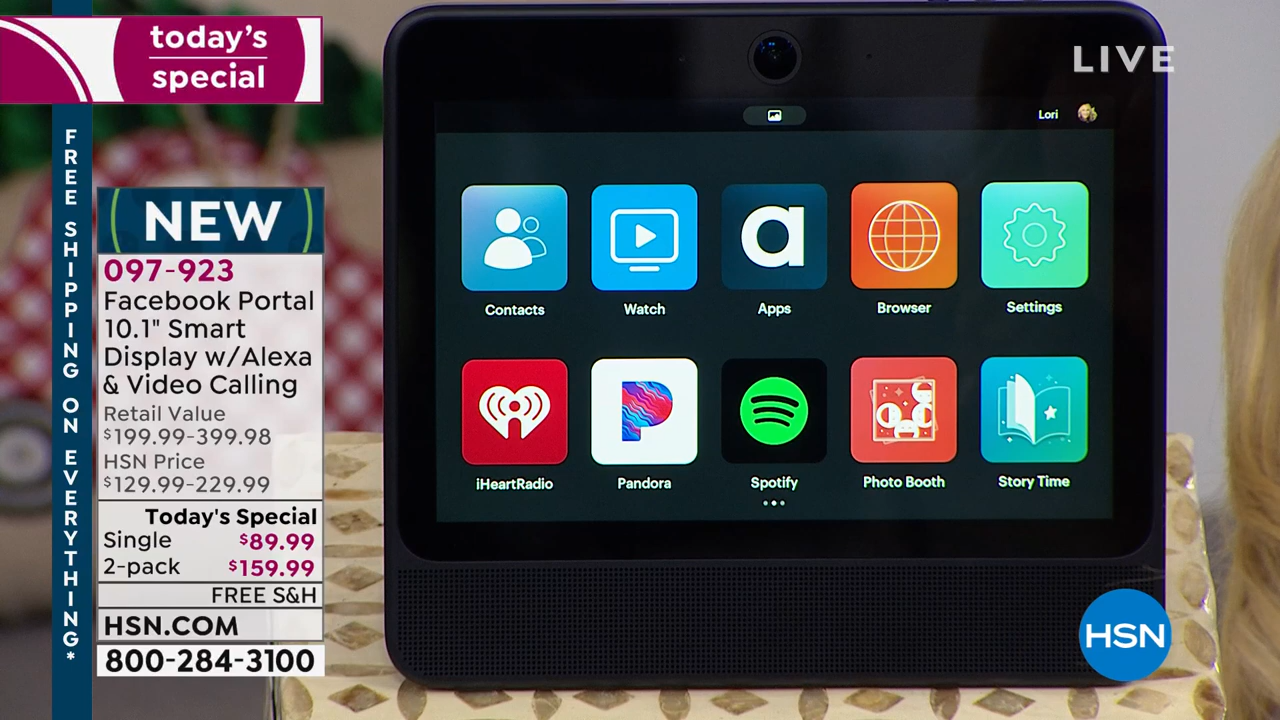 today's
special
LIVE
FREE SHIPPING ON EVERYTHING*
NEW
097-923
Facebook Portal
10.1" Smart
Display w/Alexa
& Video Calling
Retail Value
$199.99-399.98
HSN Price
$129.99-229.99
Today's Special
Single $89.99
2-pack $159.99
FREE S&H
HSN.COM
800-284-3100
Lori
a
Contacts
Watch
Apps
Browser
Settings
iHeartRadio
Pandora
Spotify
Photo Booth
Story Time
HSN